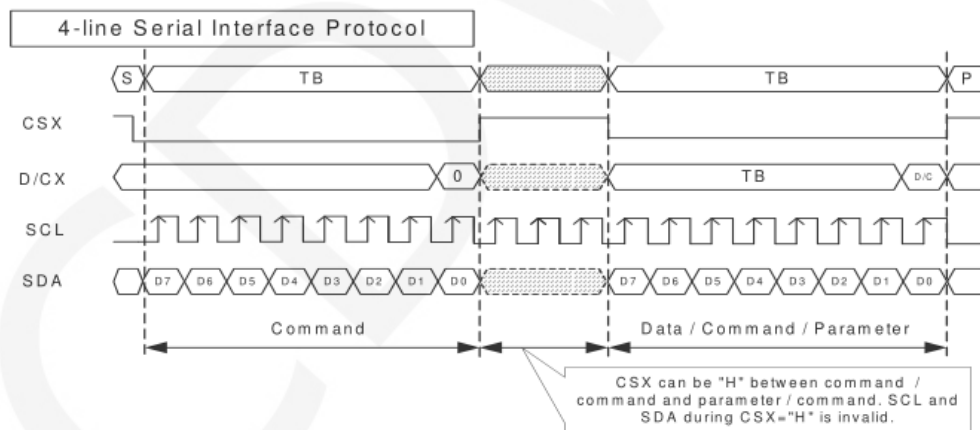 4-line Serial Interface Protocol
S TB TB P
CSX
D/CX 0 TB D/C
SCL
SDA D7 D6 D5 D4 D3 D2 D1 D0 D7 D6 D5 D4 D3 D2 D1 D0
Command Data / Command / Parameter
CSX can be "H" between command /
command and parameter / command. SCL and
SDA during CSX="H" is invalid.